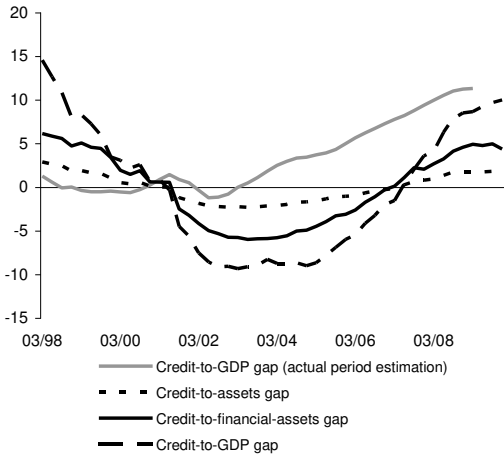 20
15
10
5
0
-5
-10
-15
03/98 03/00 03/02 03/04 03/06 03/08
Credit-to-GDP gap (actual period estimation)
Credit-to-assets gap
Credit-to-financial-assets gap
Credit-to-GDP gap